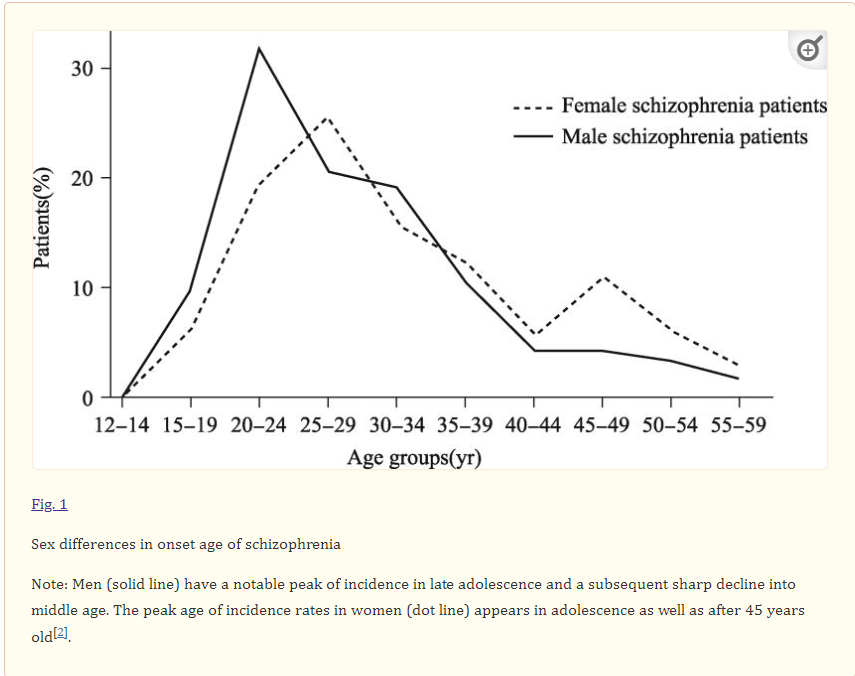 30
Female schizophrenia patients
Male schizophrenia patients
20
Patients(%)
10
0
12–14 15–19 20–24 25–29 30–34 35–39 40–44 45–49 50–54 55–59
Age groups(yr)
Fig. 1
Sex differences in onset age of schizophrenia
Note: Men (solid line) have a notable peak of incidence in late adolescence and a subsequent sharp decline into
middle age. The peak age of incidence rates in women (dot line) appears in adolescence as well as after 45 years
old[2].